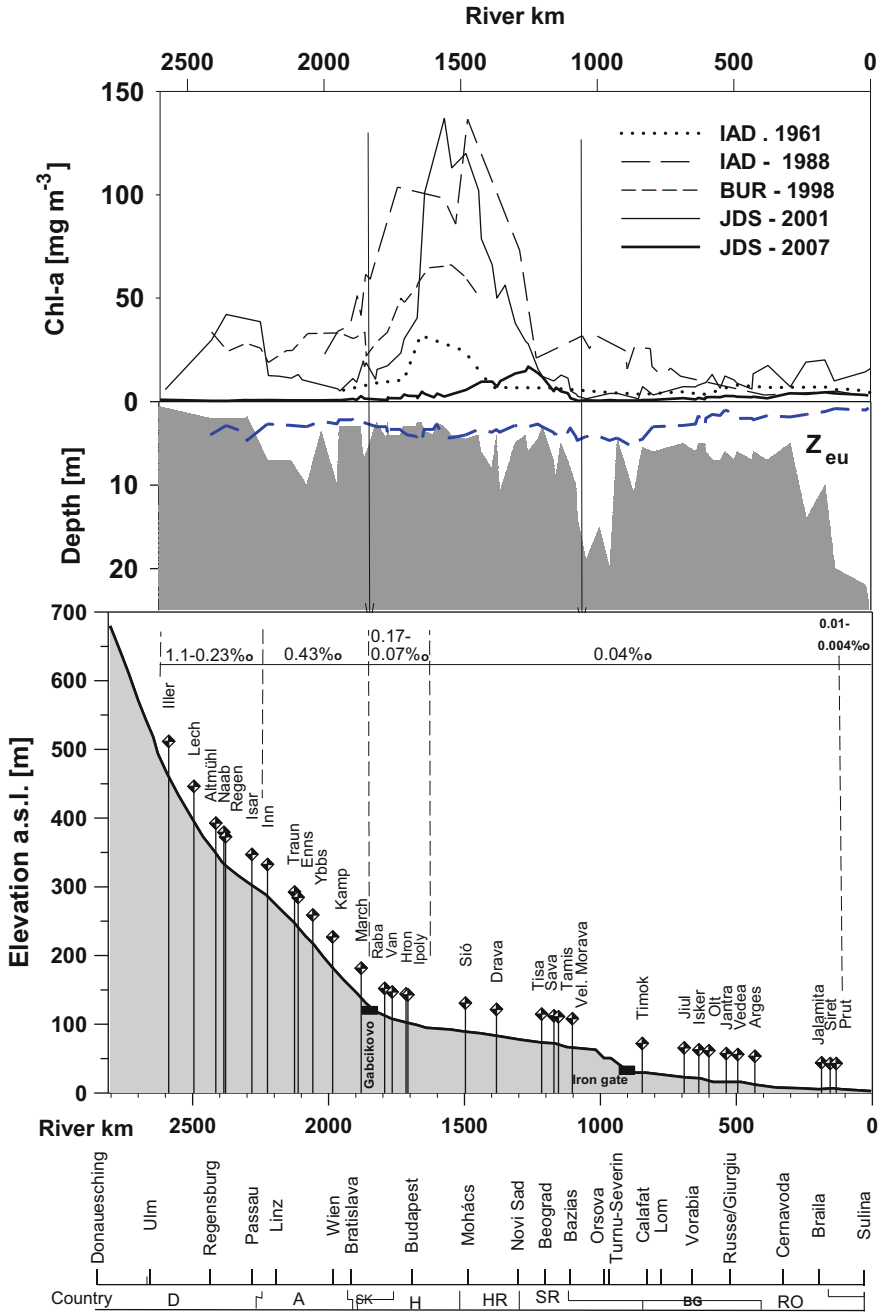 River km
2500 2000 1500 1000 500 0
150
100
50
0
Chl-a [mg m-3]
IAD . 1961
IAD - 1988
BUR - 1998
JDS - 2001
JDS - 2007
Zeu
10
20
Depth [m]
700
600
500
400
300
200
100
0
Elevation a.s.l. [m]
1.1-0.23‰
0.43‰
0.17-
0.07‰
0.04‰
0.01-
0.004‰
Iller
Lech
Altmühl
Naab
Regen
Isar
Inn
Traun
Enns
Ybbs
Kamp
March
Raba
Van
Hron
Ipoly
Sió
Drava
Tisa
Sava
Tamis
Vel. Morava
Timok
Jiul
Isker
Olt
Jantra
Vedea
Arges
Jalamita
Siret
Prut
Gabcikovo
Iron gate
River km 2500 2000 1500 1000 500 0
Donauesching
Ulm
Regensburg
Passau
Linz
Wien
Bratislava
Budapest
Mohács
Novi Sad
Beograd
Bazias
Orsova
Turnu-Severin
Calafat
Lom
Vorabia
Russe/Giurgiu
Cernavoda
Braila
Sulina
Country D A SK H HR SR BG RO